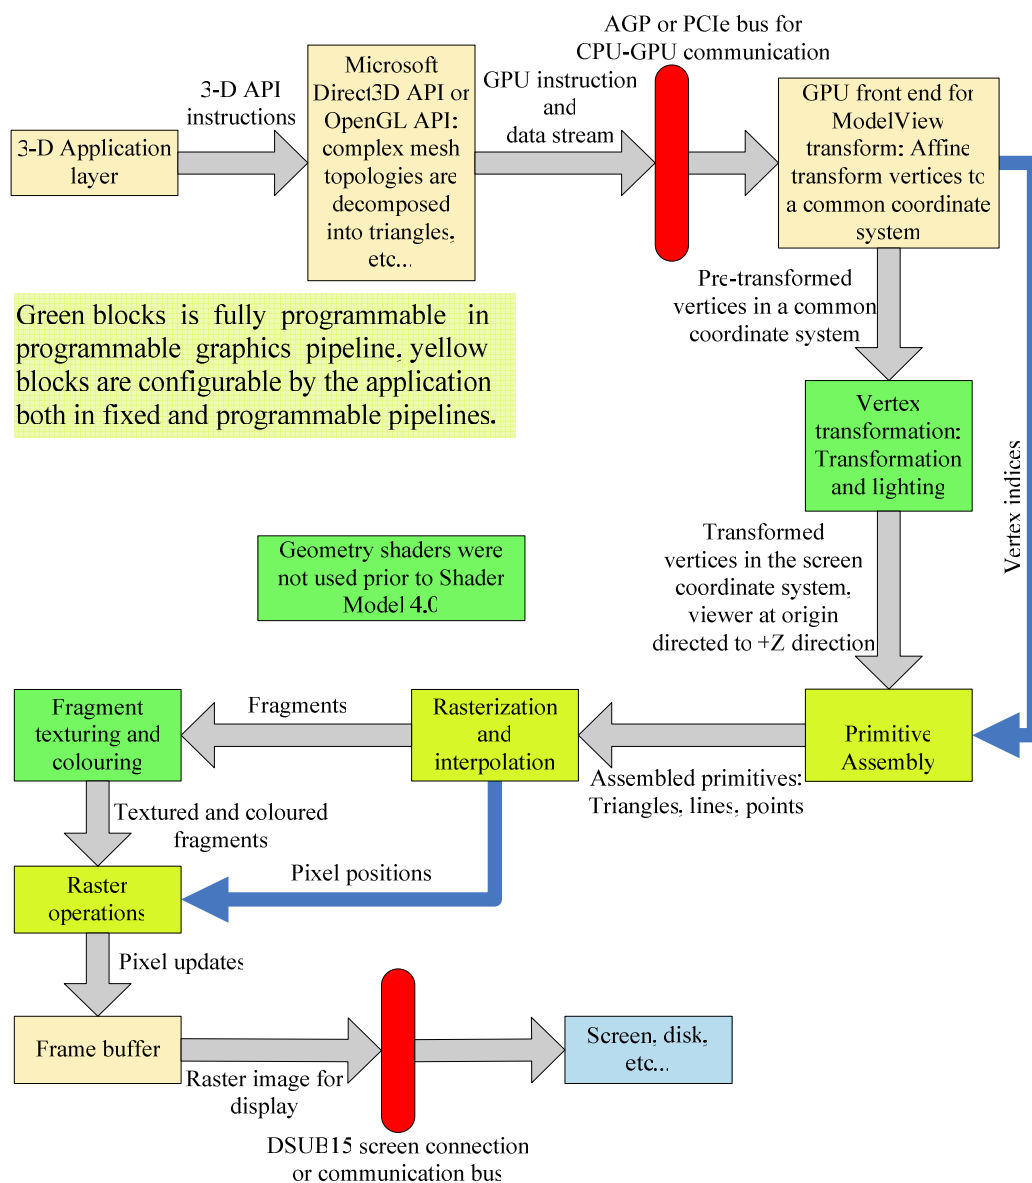 AGP or PCIe bus for
CPU-GPU communication
3-D API
instructions
GPU instruction
and
data stream
3-D Application
layer
Microsoft
Direct3D API or
OpenGL API:
complex mesh
topologies are
decomposed
into triangles,
etc...
GPU front end for
ModelView
transform: Affine
transform vertices to
a common coordinate
system
Pre-transformed
vertices in a common
coordinate system
Green blocks is fully programmable in
programmable graphics pipeline, yellow
blocks are configurable by the application
both in fixed and programmable pipelines.
Vertex
transformation:
Transformation
and lighting
Vertex indices
Geometry shaders were
not used prior to Shader
Model 4.0
Transformed
vertices in the screen
coordinate system,
viewer at origin
directed to +Z direction
Primitive
Assembly
Assembled primitives:
Triangles, lines, points
Rasterization
and
interpolation
Fragments
Fragment
texturing and
colouring
Textured and coloured
fragments
Pixel positions
Raster
operations
Pixel updates
Frame buffer
Raster image for
display
DSUB15 screen connection
or communication bus
Screen, disk,
etc...